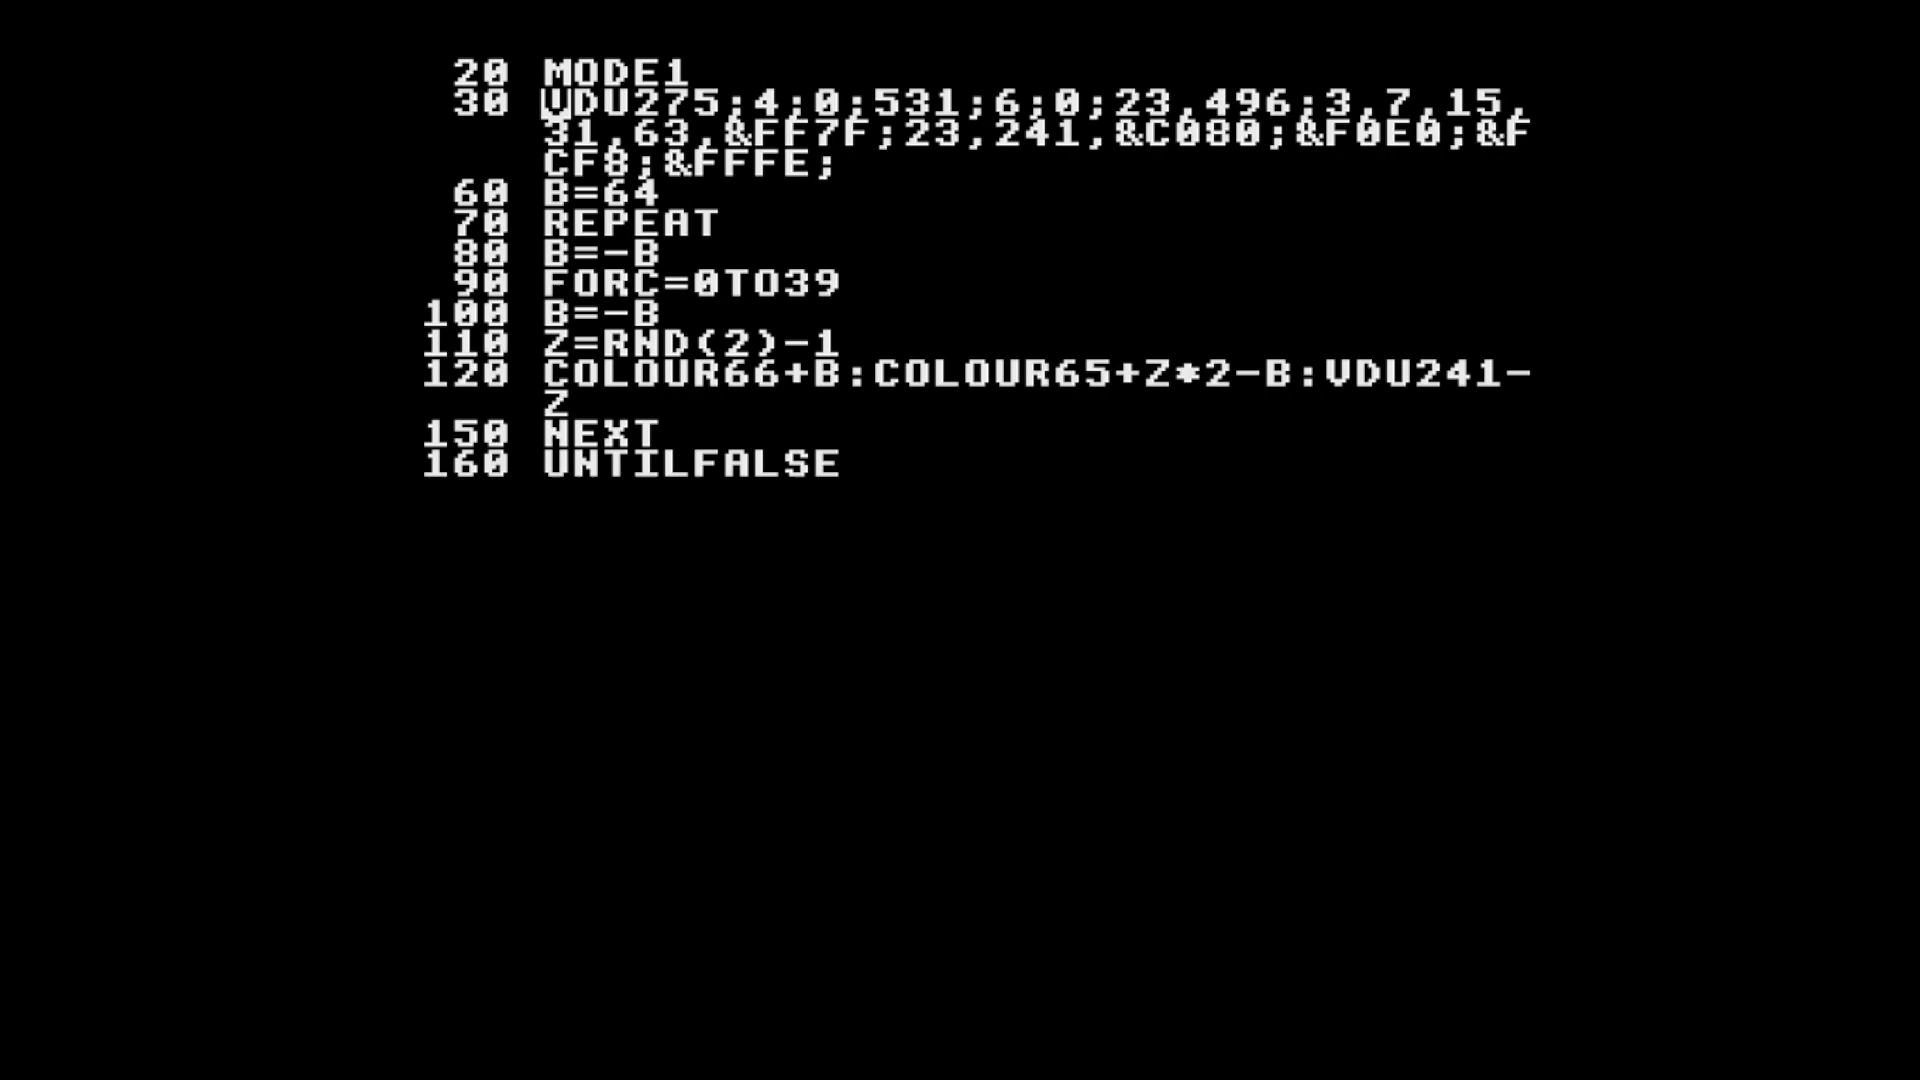 20 MODE1
30 VDU275;4;0;531;6;0;23,496;3,7,15,
31,63,&FF7F;23,241,&C080;&F0E0;&F
CF8;&FFFE;
60 B=64
70 REPEAT
80 B=-B
90 FORC=0TO39
100 B=-B
110 Z=RND(2)-1
120 COLOUR66+B:COLOUR65+Z*2-B:VDU241-
Z
150 NEXT
160 UNTILFALSE